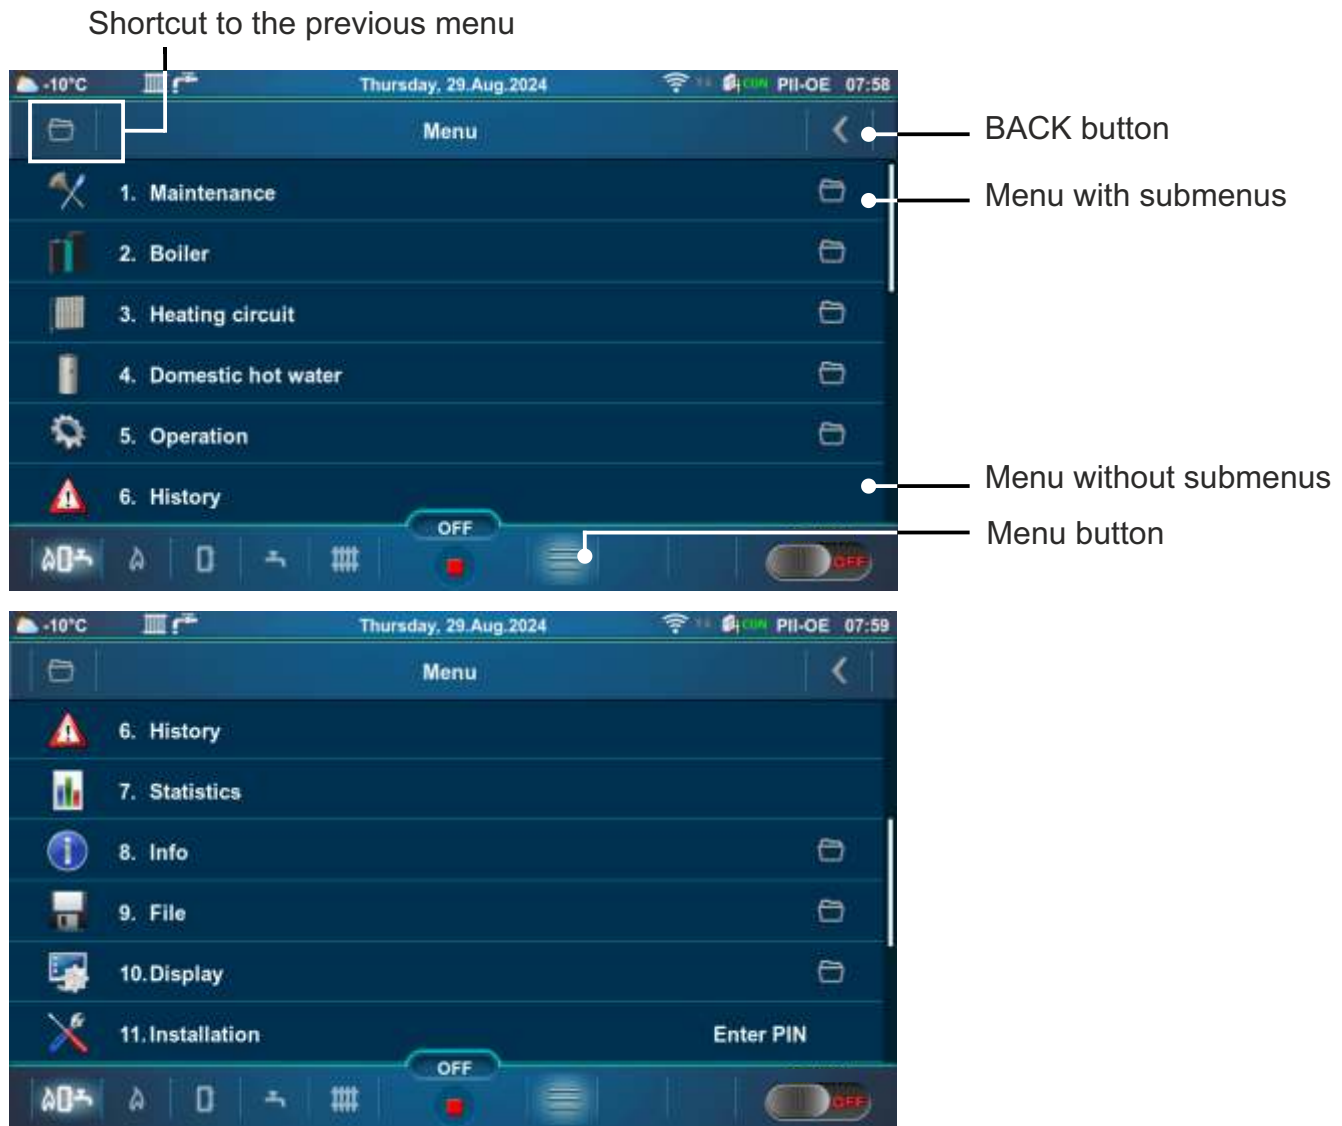 Shortcut to the previous menu
-10°C Thursday, 29.Aug.2024 CON PII-OE 07:58
Menu
BACK button
1. Maintenance
Menu with submenus
2. Boiler
3. Heating circuit
4. Domestic hot water
5. Operation
6. History
Menu without submenus
OFF
Menu button
OFF
-10°C Thursday, 29.Aug.2024 CON PII-OE 07:59
Menu
6. History
7. Statistics
8. Info
9. File
10. Display
11. Installation Enter PIN
OFF
OFF